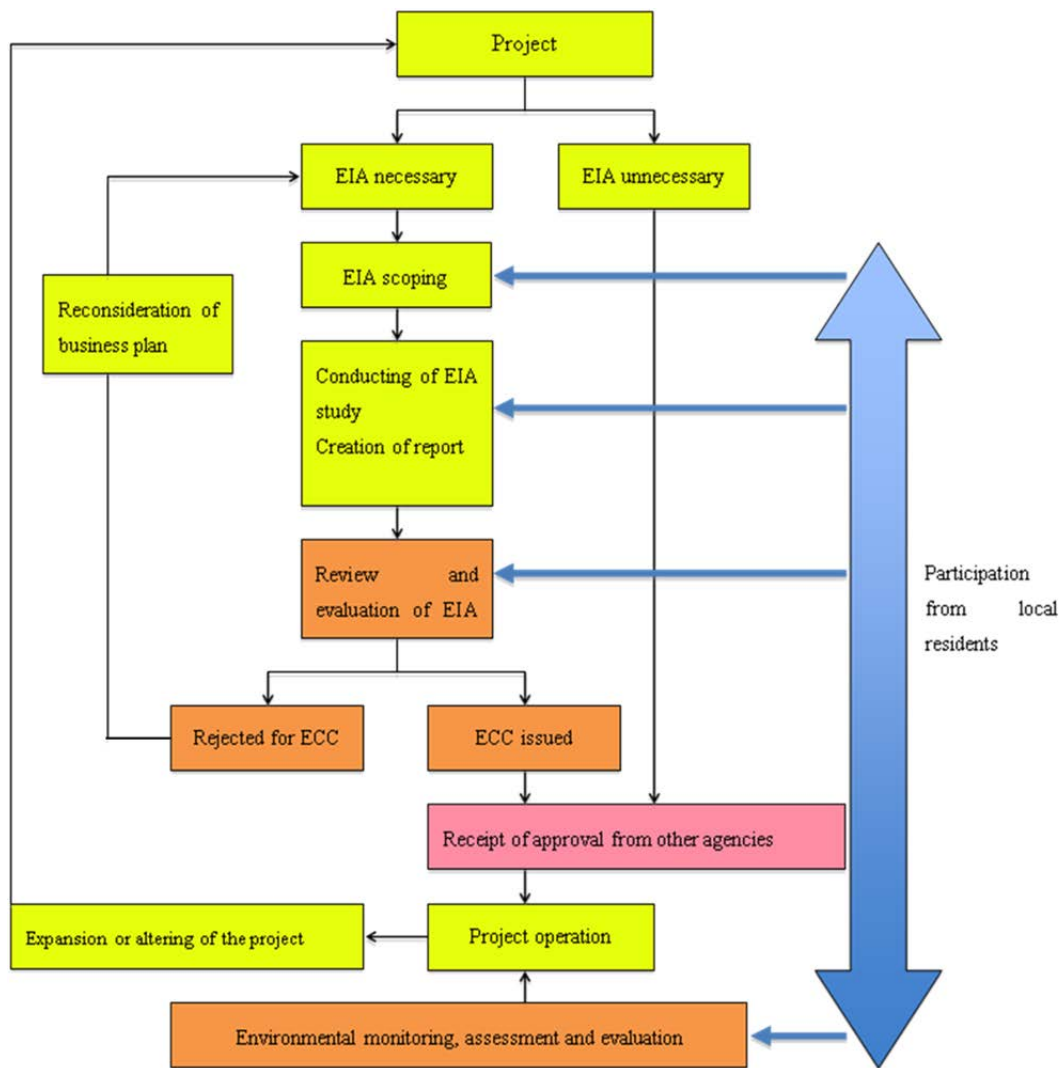 Project
EIA necessary
EIA unnecessary
EIA scoping
Reconsideration of
business plan
Conducting of EIA
study
Creation of report
Review and
evaluation of EIA
Participation
from local
residents
Rejected for ECC
ECC issued
Receipt of approval from other agencies
Expansion or altering of the project
Project operation
Environmental monitoring, assessment and evaluation